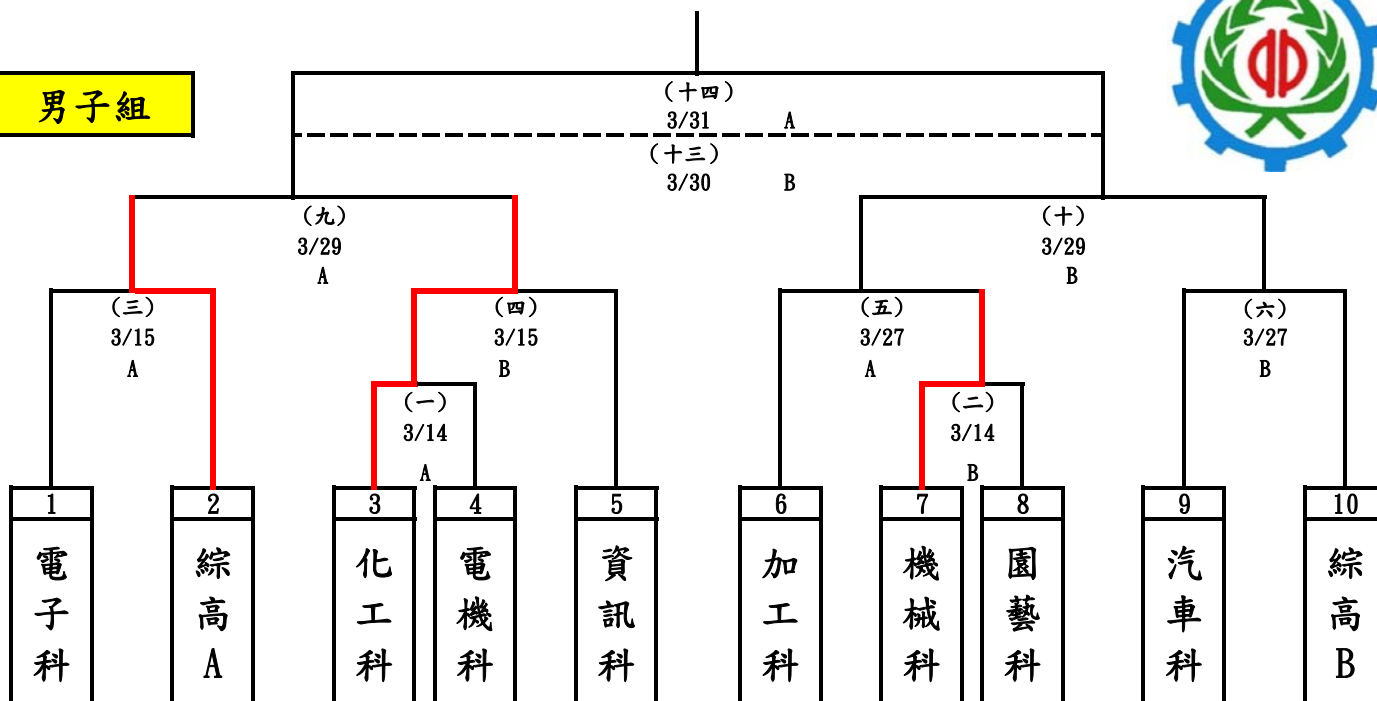 男子組
(十四)
3/31 A
(十三)
3/30 B
(九)
3/29
A
(十)
3/29
B
(三)
3/15
A
(四)
3/15
B
(五)
3/27
A
(六)
3/27
B
(一)
3/14
A
(二)
3/14
B
1 2 3 4 5 6 7 8 9 10
電子科
綜高A
化工科
電機科
資訊科
加工科
機械科
園藝科
汽車科
綜高B